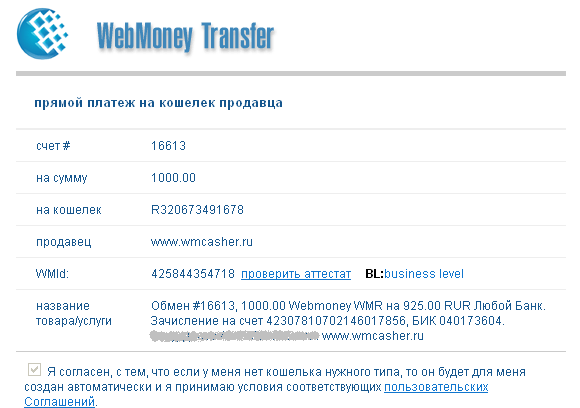 WebMoney Transfer
прямой платеж на кошелек продавца
счет # 16613
на сумму 1000.00
на кошелек R320673491678
продавец www.wmcasher.ru
WMId: 425844354718 проверить аттестат BL:business level
название товара/услуги
Обмен #16613, 1000.00 Webmoney WMR на 925.00 RUR Любой Банк.
Зачисление на счет 42307810702146017856, БИК 040173604.
www.wmcasher.ru
Я согласен, с тем, что если у меня нет кошелька нужного типа, то он будет для меня
создан автоматически и я принимаю условия соответствующих пользовательских
Соглашений.